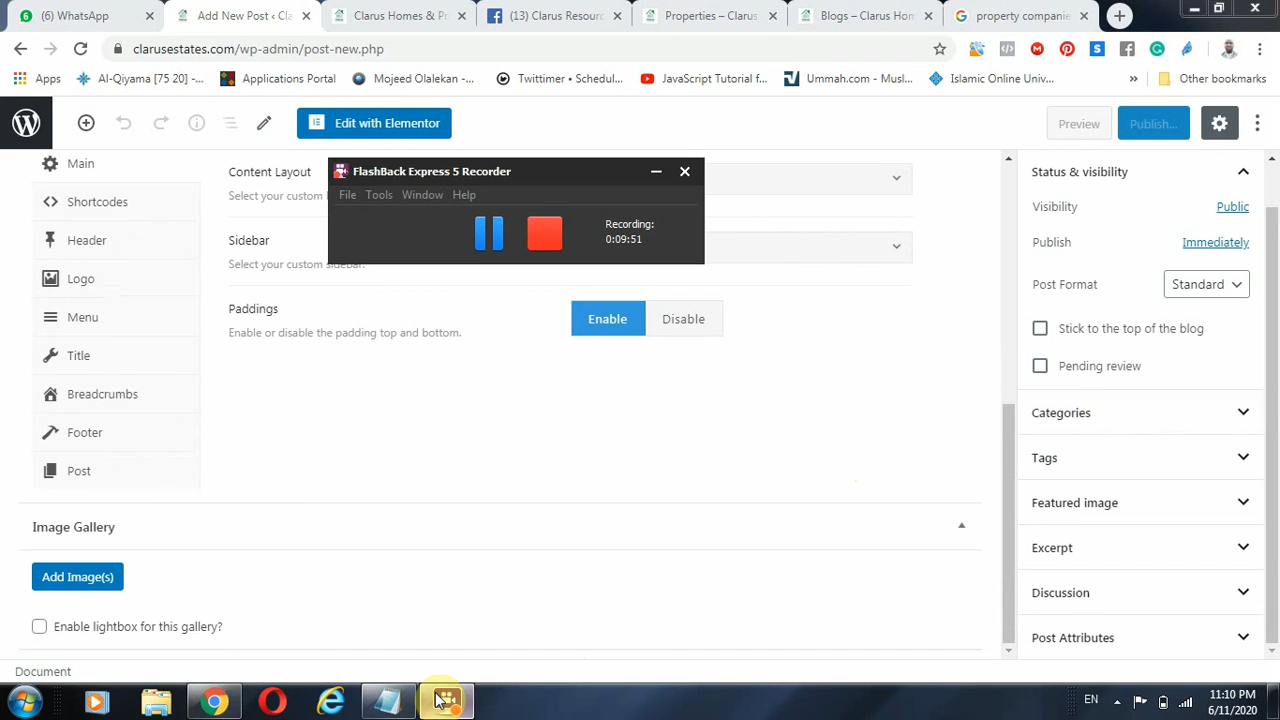 (6) WhatsApp
Add New Post ‹ Cla
Clarus Homes & Pr
(13) Clarus Resourc
Properties – Clarus
Blogs – Clarus Hon
property companie
clarusestates.com/wp-admin/post-new.php
Apps
Al-Qiyama [75 20] -...
Applications Portal
Mojeed Olalekan -...
Twittimer • Schedul...
JavaScript Tutorial f...
Ummah.com - Musl...
Islamic Online Univ...
»
Other bookmarks
Edit with Elementor
Preview
Publish...
Main
Shortcodes
Header
Logo
Menu
Title
Breadcrumbs
Footer
Post
Content Layout
Select your custom
Sidebar
Select your custom sidebar.
Paddings
Enable or disable the padding top and bottom.
Enable
Disable
FlashBack Express 5 Recorder
File Tools Window Help
Recording:
0:09:51
Image Gallery
Add Image(s)
Enable lightbox for this gallery?
Document
Status & visibility
Visibility
Public
Publish
Immediately
Post Format
Standard
Stick to the top of the blog
Pending review
Categories
Tags
Featured image
Excerpt
Discussion
Post Attributes
EN
11:10 PM
6/11/2020